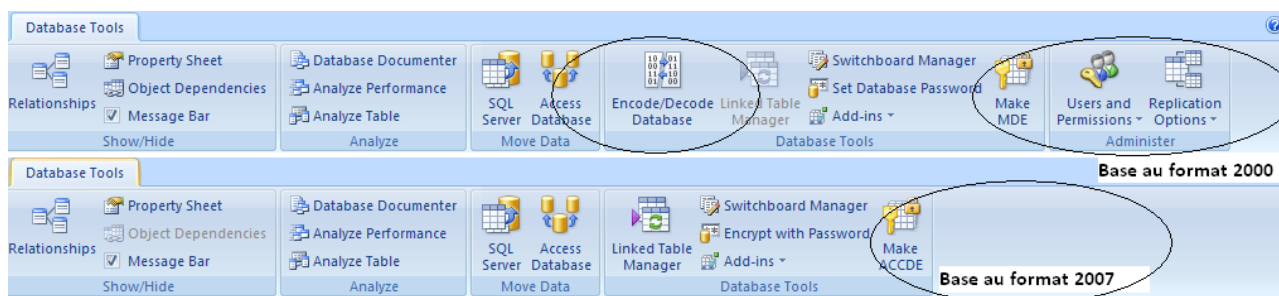 Database Tools
Relationships
Property Sheet
Object Dependencies
Message Bar
Show/Hide
Database Documenter
Analyze Performance
Analyze Table
Analyze
SQL Server
Access Database
Move Data
Encode/Decode Database
Linked Table Manager
Switchboard Manager
Set Database Password
Add-ins
Make MDE
Database Tools
Users and Permissions
Replication Options
Administer
Base au format 2000
Database Tools
Relationships
Property Sheet
Object Dependencies
Message Bar
Show/Hide
Database Documenter
Analyze Performance
Analyze Table
Analyze
SQL Server
Access Database
Move Data
Linked Table Manager
Switchboard Manager
Encrypt with Password
Add-ins
Make ACCDE
Database Tools
Base au format 2007